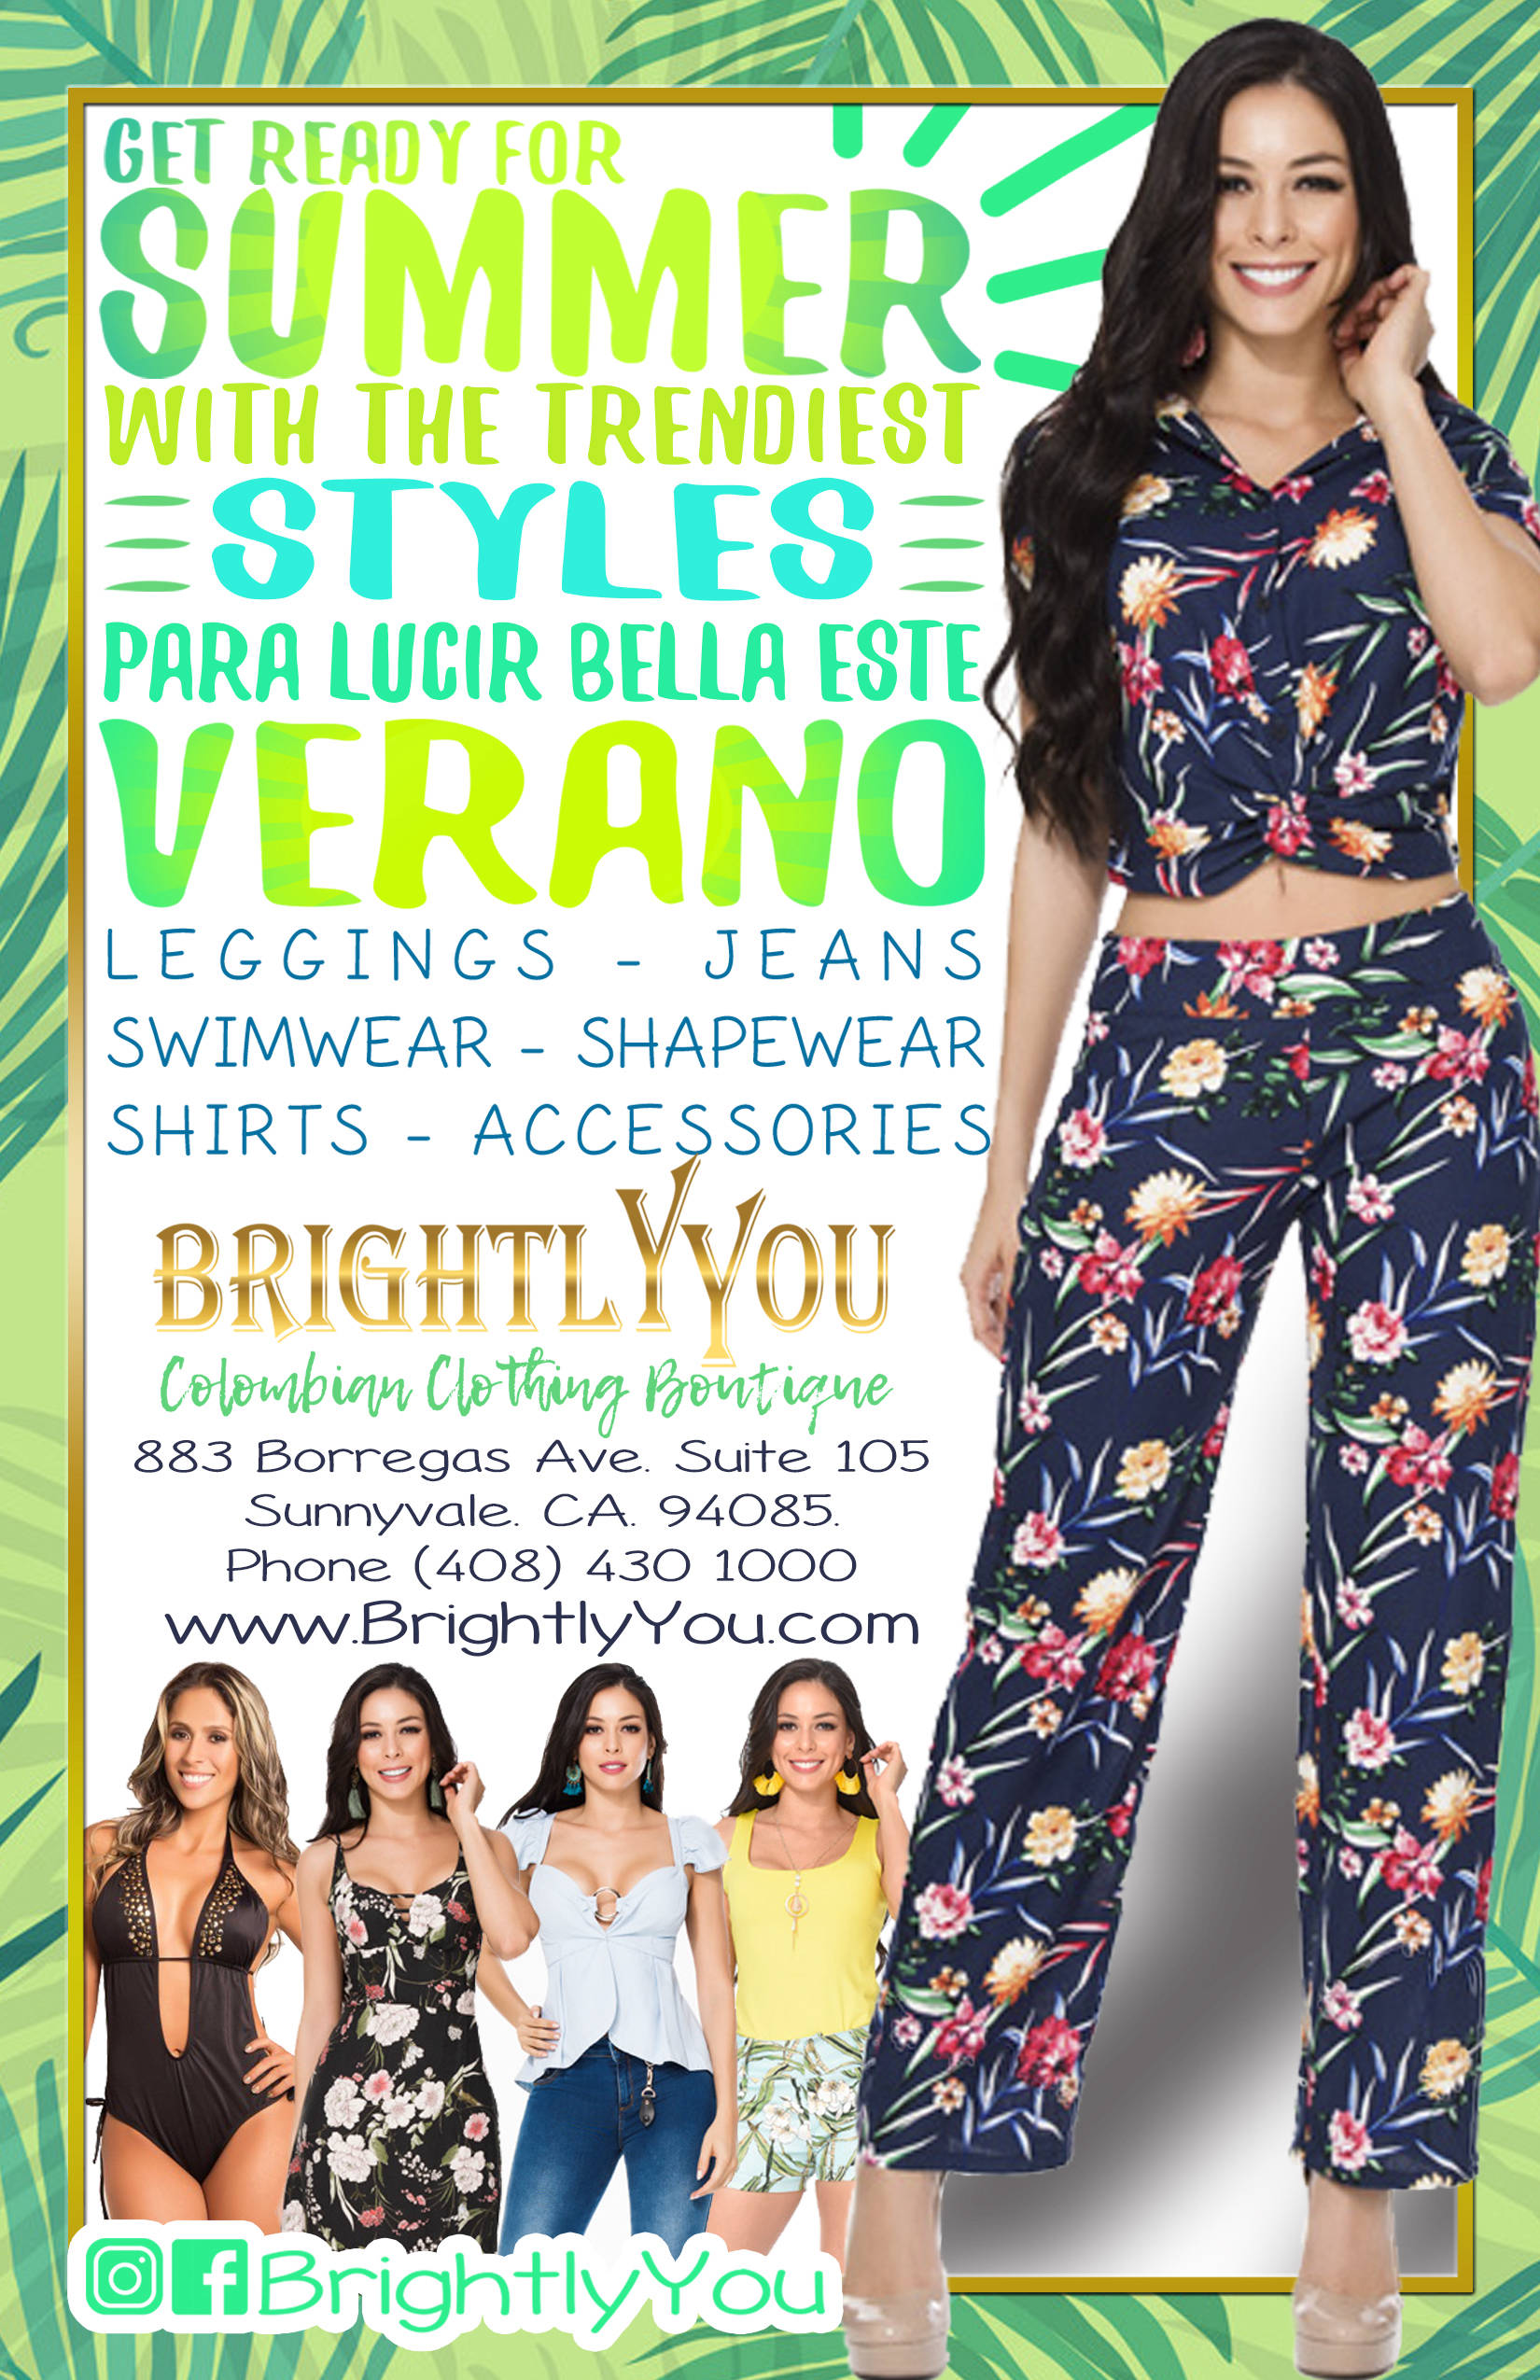 GET READY FOR
SUMMER
WITH THE TRENDIEST
STYLES
PARA LUCIR BELLA ESTE
VERANO
LEGGINGS - JEANS
SWIMWEAR - SHAPEWEAR
SHIRTS - ACCESSORIES
BRIGHTLYYOU
Colombian Clothing Boutique
883 Borregas Ave. Suite 105
Sunnyvale. CA. 94085.
Phone (408) 430 1000
www.BrightlyYou.com
BrightlyYou